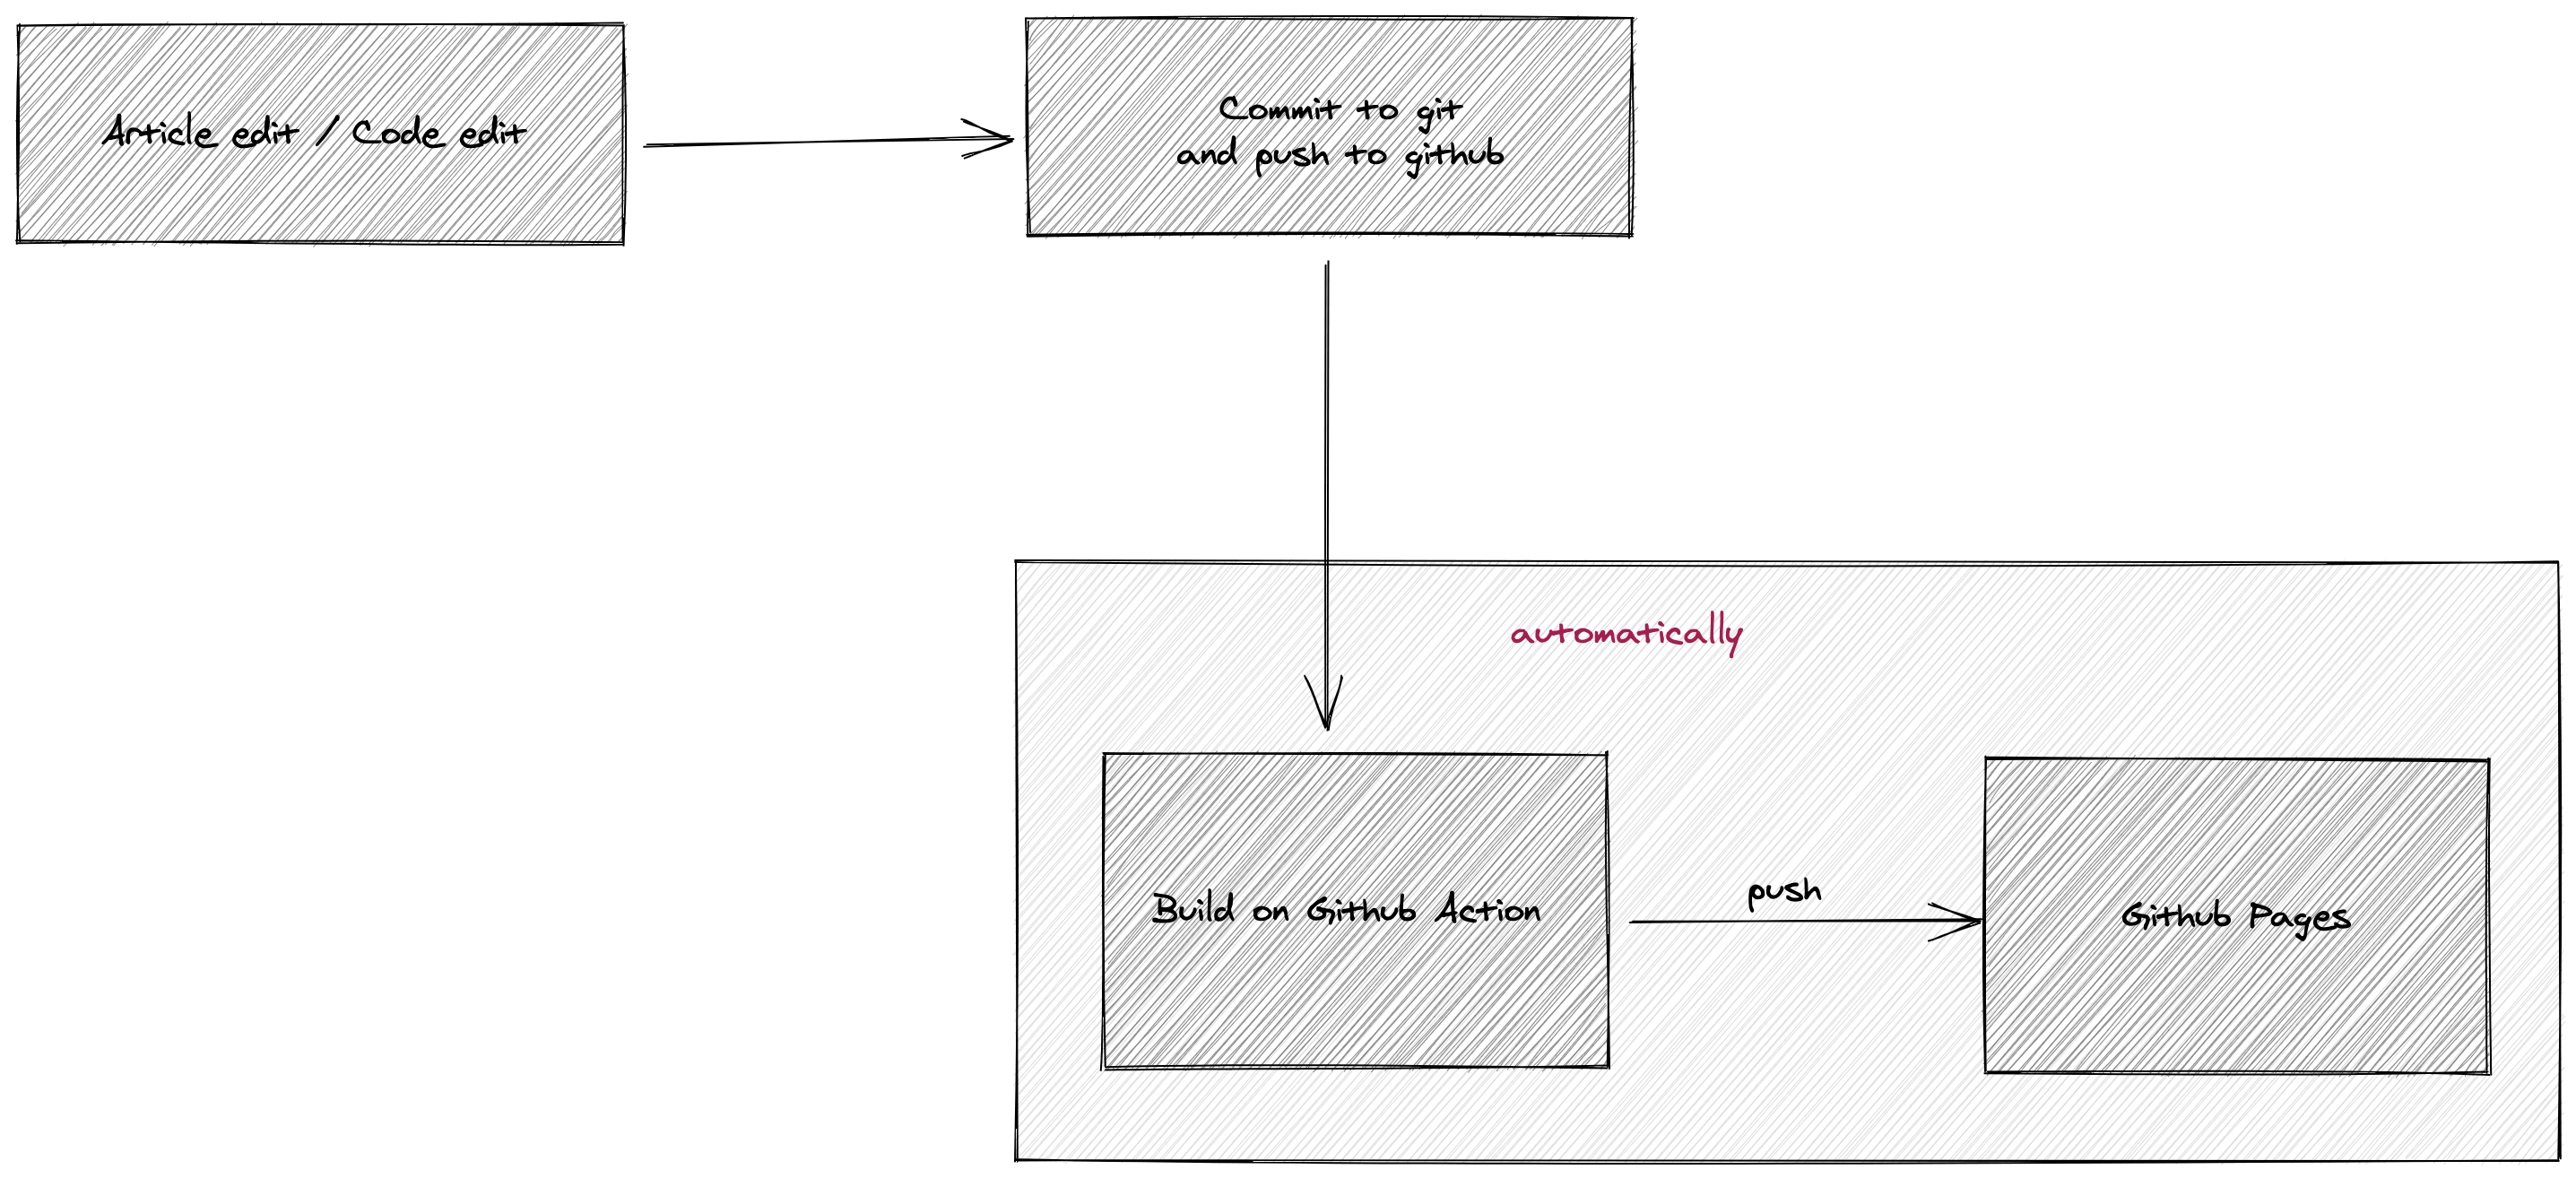 Article edit / Code edit
Commit to git
and push to github
automatically
Build on Github Action
push
Github Pages